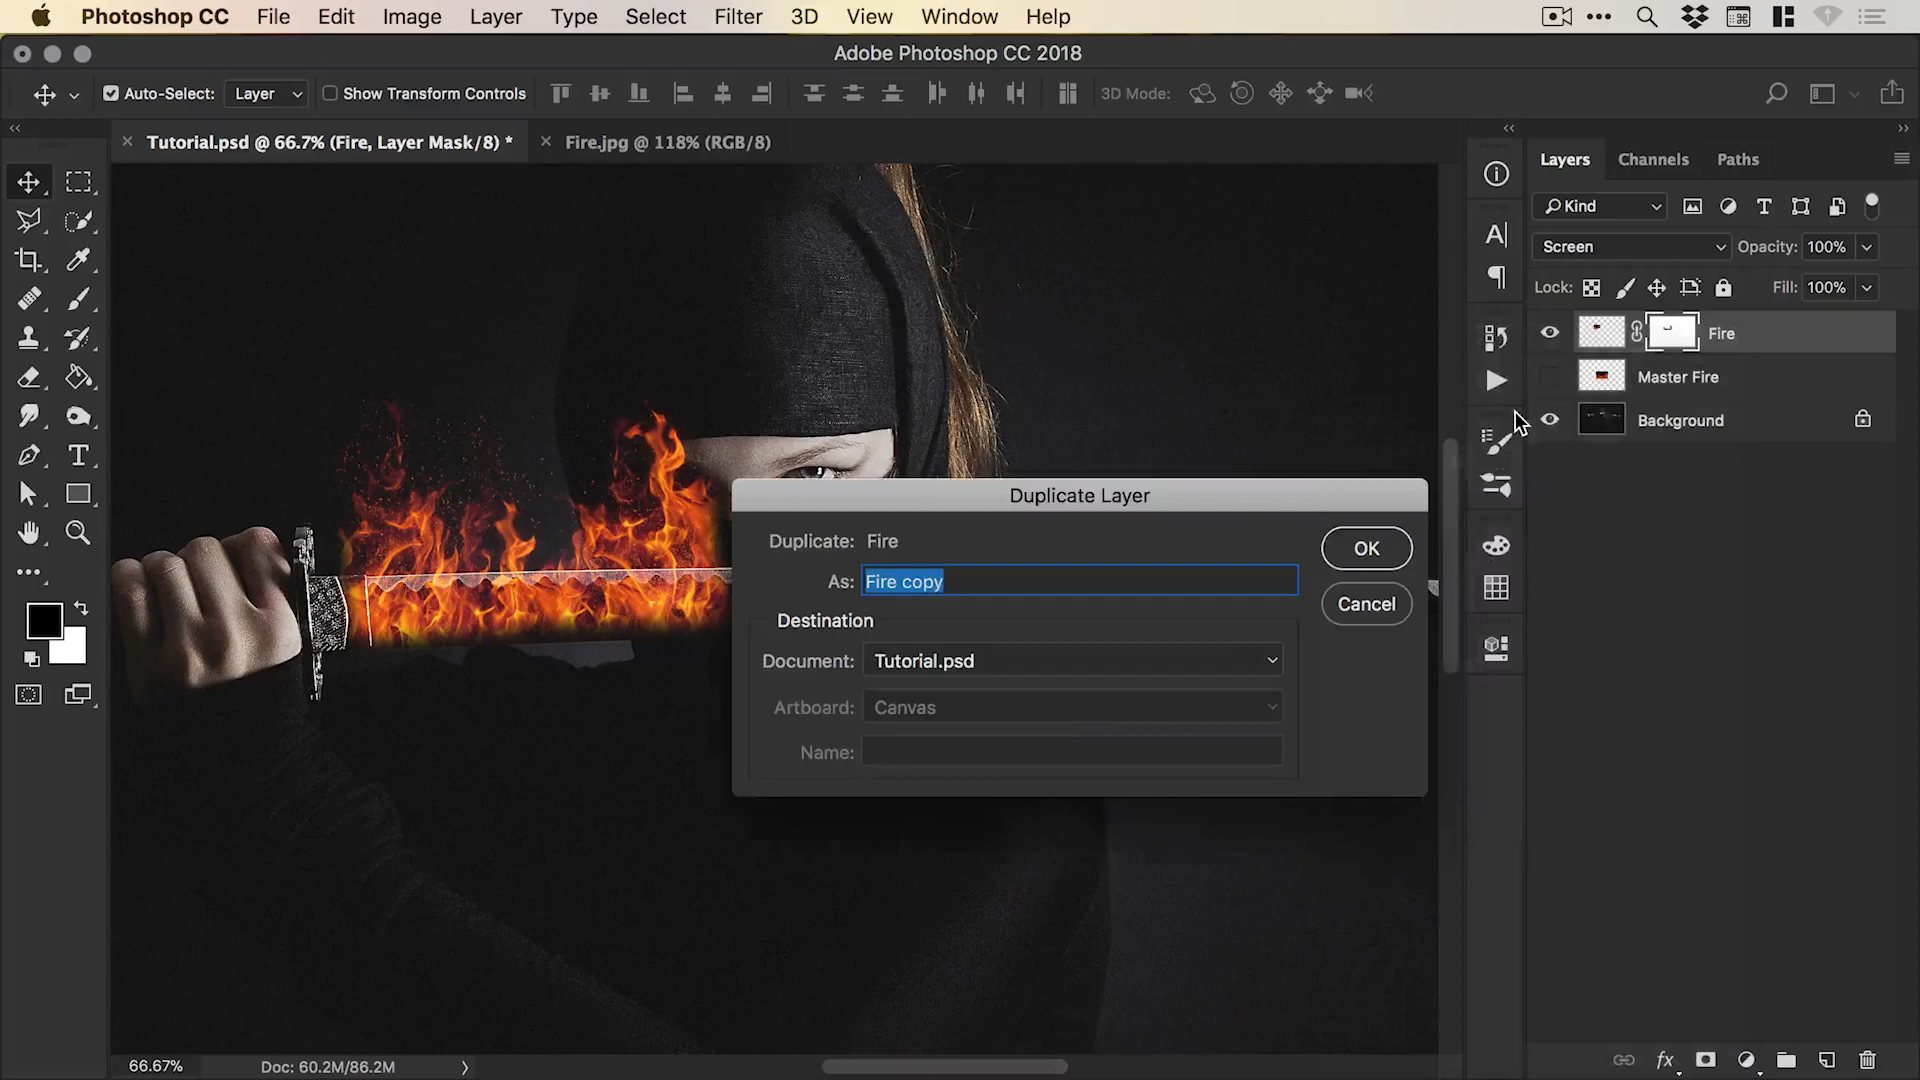 Photoshop CC File Edit Image Layer Type Select Filter 3D View Window Help
Adobe Photoshop CC 2018
Auto-Select: Layer Show Transform Controls 3D Mode:
Tutorial.psd @ 66.7% (Fire, Layer Mask/8) * Fire.jpg @ 118% (RGB/8)
Layers Channels Paths
Kind
Screen Opacity: 100%
Lock: Fill: 100%
Fire
Master Fire
Background
Duplicate Layer
Duplicate: Fire
As: Fire copy
OK
Cancel
Destination
Document: Tutorial.psd
Artboard: Canvas
Name:
66.67% Doc: 60.2M/86.2M